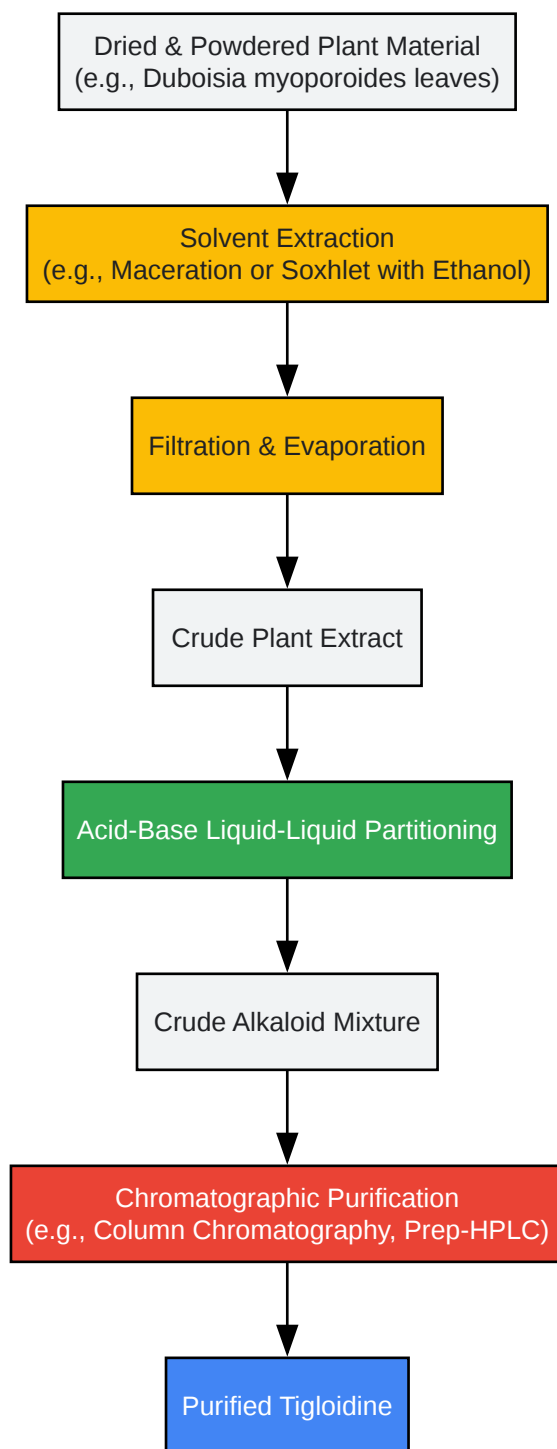 Dried & Powdered Plant Material
(e.g., Duboisia myoporoides leaves)
Solvent Extraction
(e.g., Maceration or Soxhlet with Ethanol)
Filtration & Evaporation
Crude Plant Extract
Acid-Base Liquid-Liquid Partitioning
Crude Alkaloid Mixture
Chromatographic Purification
(e.g., Column Chromatography, Prep-HPLC)
Purified Tigloidine